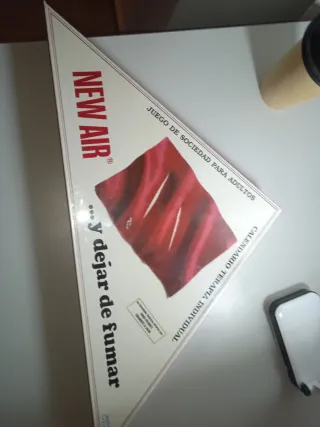 JUEGO DE SOCIEDAD PARA ADULTOS
CALENDARIO TERAPIA INDIVIDUAL
NEW AIR®
...y dejar de fumar